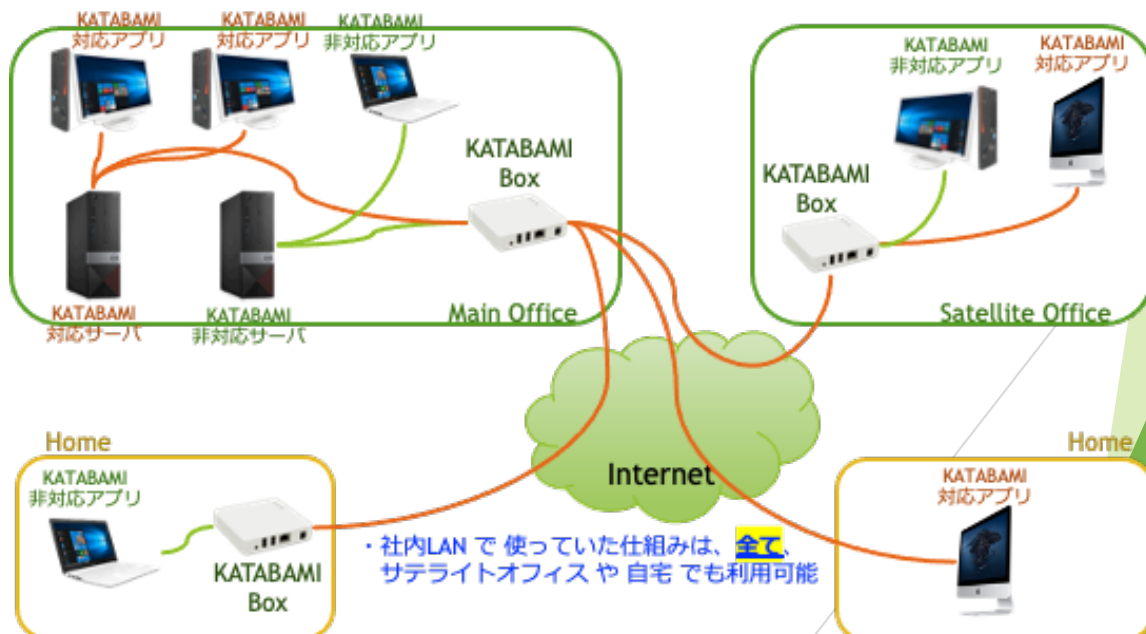 KATABAMI
対応アプリ
KATABAMI
対応アプリ
KATABAMI
非対応アプリ
KATABAMI
Box
KATABAMI
対応サーバ
KATABAMI
非対応サーバ
Main Office
KATABAMI
非対応アプリ
KATABAMI
対応アプリ
KATABAMI
Box
Satellite Office
Internet
Home
KATABAMI
非対応アプリ
KATABAMI
Box
・社内LAN で 使っていた仕組みは、全て、
サテライトオフィス や 自宅 でも利用可能
Home
KATABAMI
対応アプリ